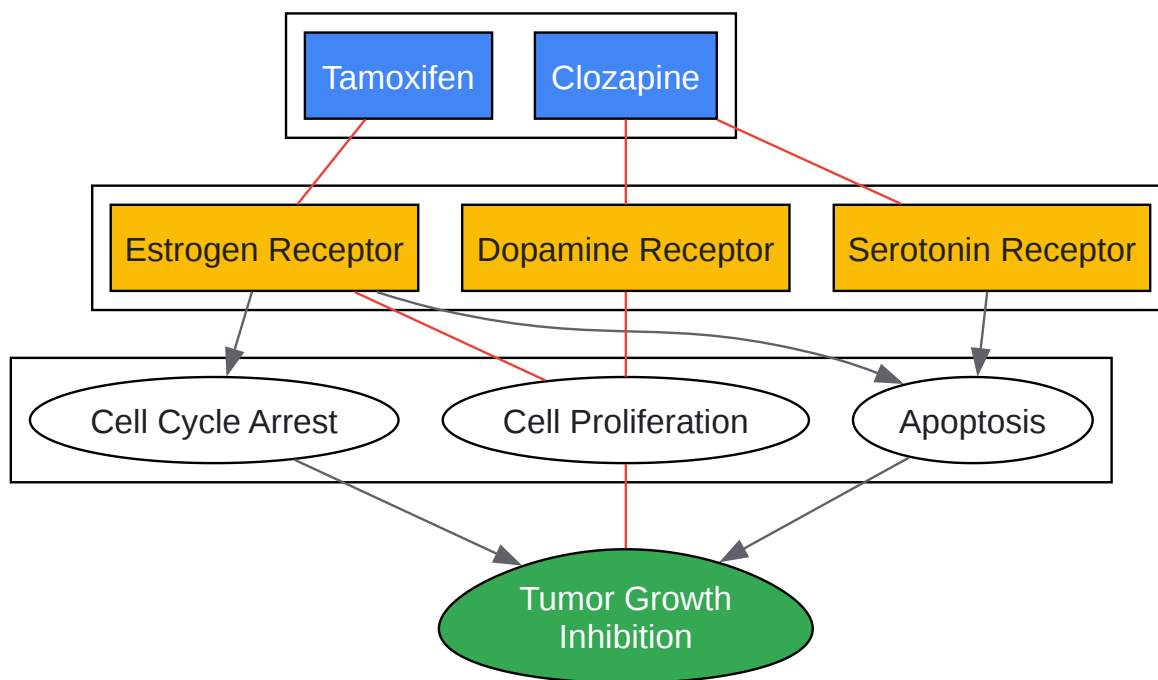 Tamoxifen
Clozapine
Estrogen Receptor
Dopamine Receptor
Serotonin Receptor
Cell Cycle Arrest
Cell Proliferation
Apoptosis
Tumor Growth
Inhibition